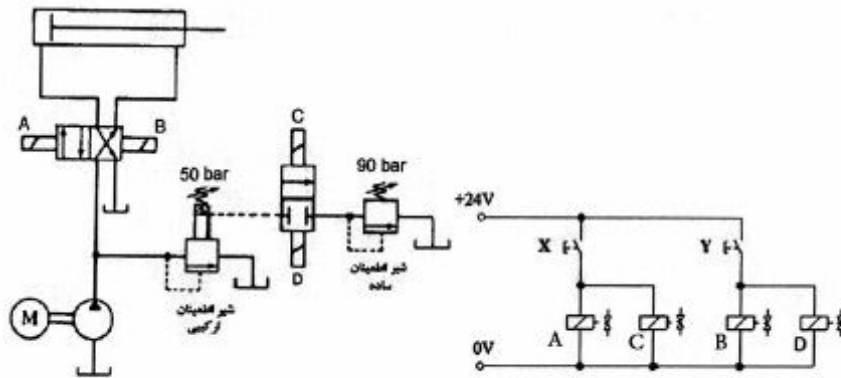 C
A
B
50 bar
90 bar
+24V
X
Y
شیر اطمینان
ساده
D
شیر اطمینان
ترکیبی
M
A
C
B
D
0V